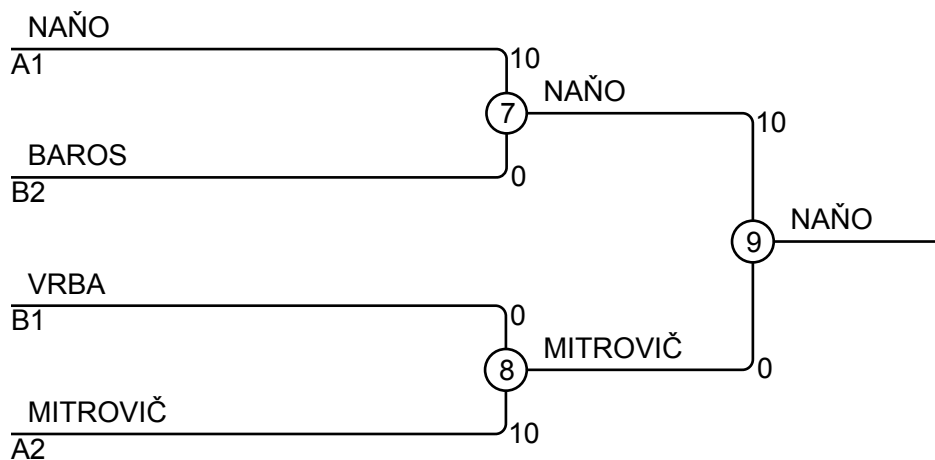 NAŇO
A1
10
7
NAŇO
10
BAROS
B2
0
9
NAŇO
VRBA
B1
0
8
MITROVIČ
0
MITROVIČ
A2
10